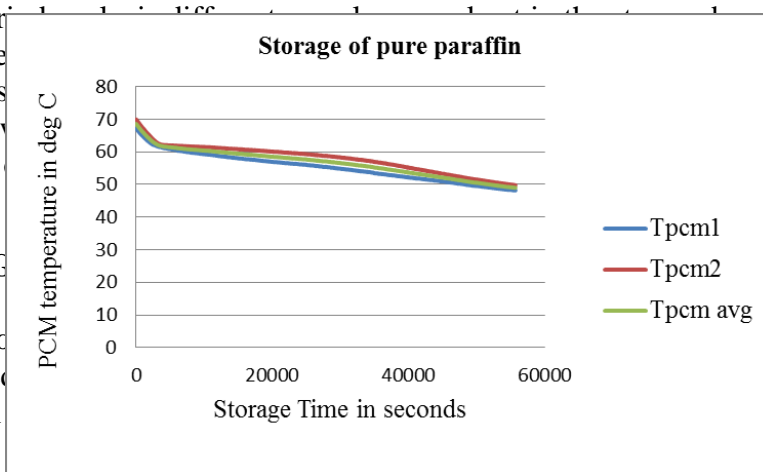 Storage of pure paraffin
PCM temperature in deg C
80
70
60
50
40
30
20
10
0
0 20000 40000 60000
Storage Time in seconds
Tpcm1
Tpcm2
Tpcm avg